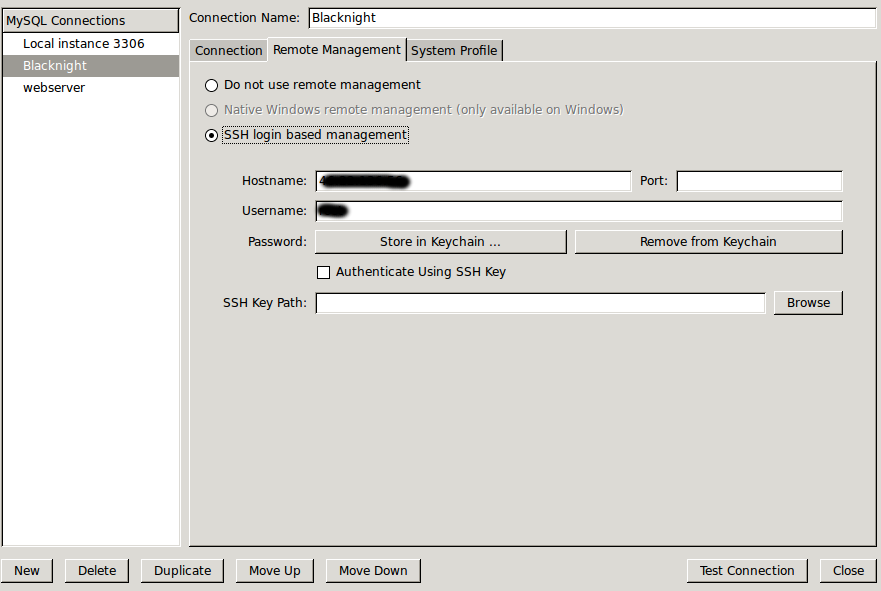 MySQL Connections
Connection Name: Blacknight
Local instance 3306
Blacknight
webserver
Connection Remote Management System Profile
Do not use remote management
Native Windows remote management (only available on Windows)
SSH login based management
Hostname: Port:
Username:
Password: Store in Keychain ... Remove from Keychain
Authenticate Using SSH Key
SSH Key Path: Browse
New Delete Duplicate Move Up Move Down Test Connection Close